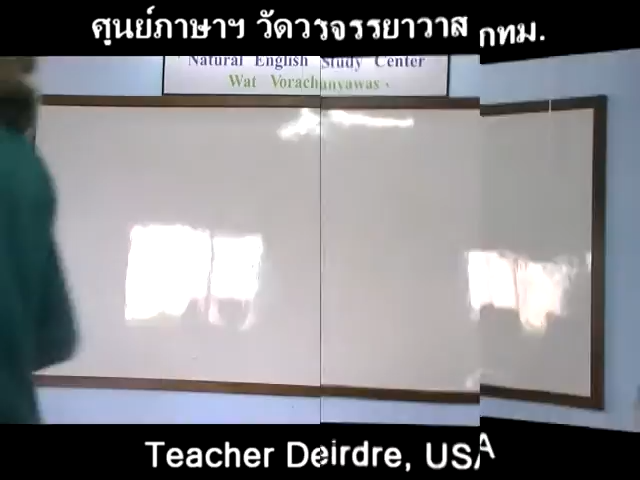 ศูนย์ภาษาฯ วัดวรจรรยาวาส กทม.
Natural English Study Center
Wat Vorachanyawas
Teacher Deirdre, USA